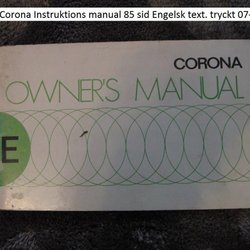 Corona Instruktions manual 85 sid Engelsk text. tryckt 07-
CORONA
OWNER'S MANUAL
E